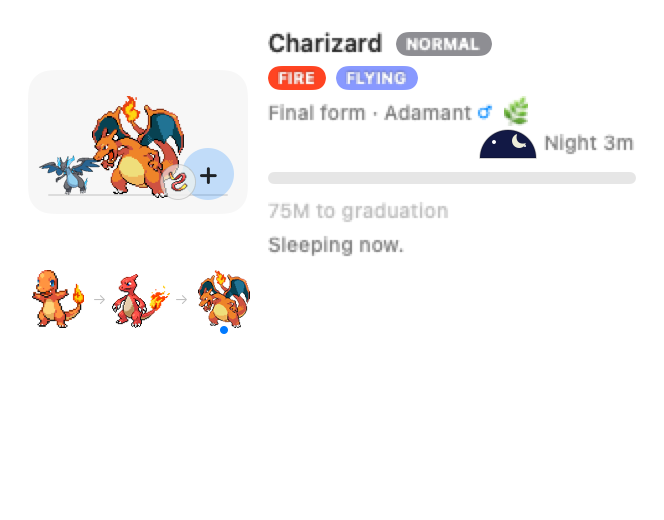 Charizard NORMAL
FIRE FLYING
Final form · Adamant ♂
Night 3m
75M to graduation
Sleeping now.